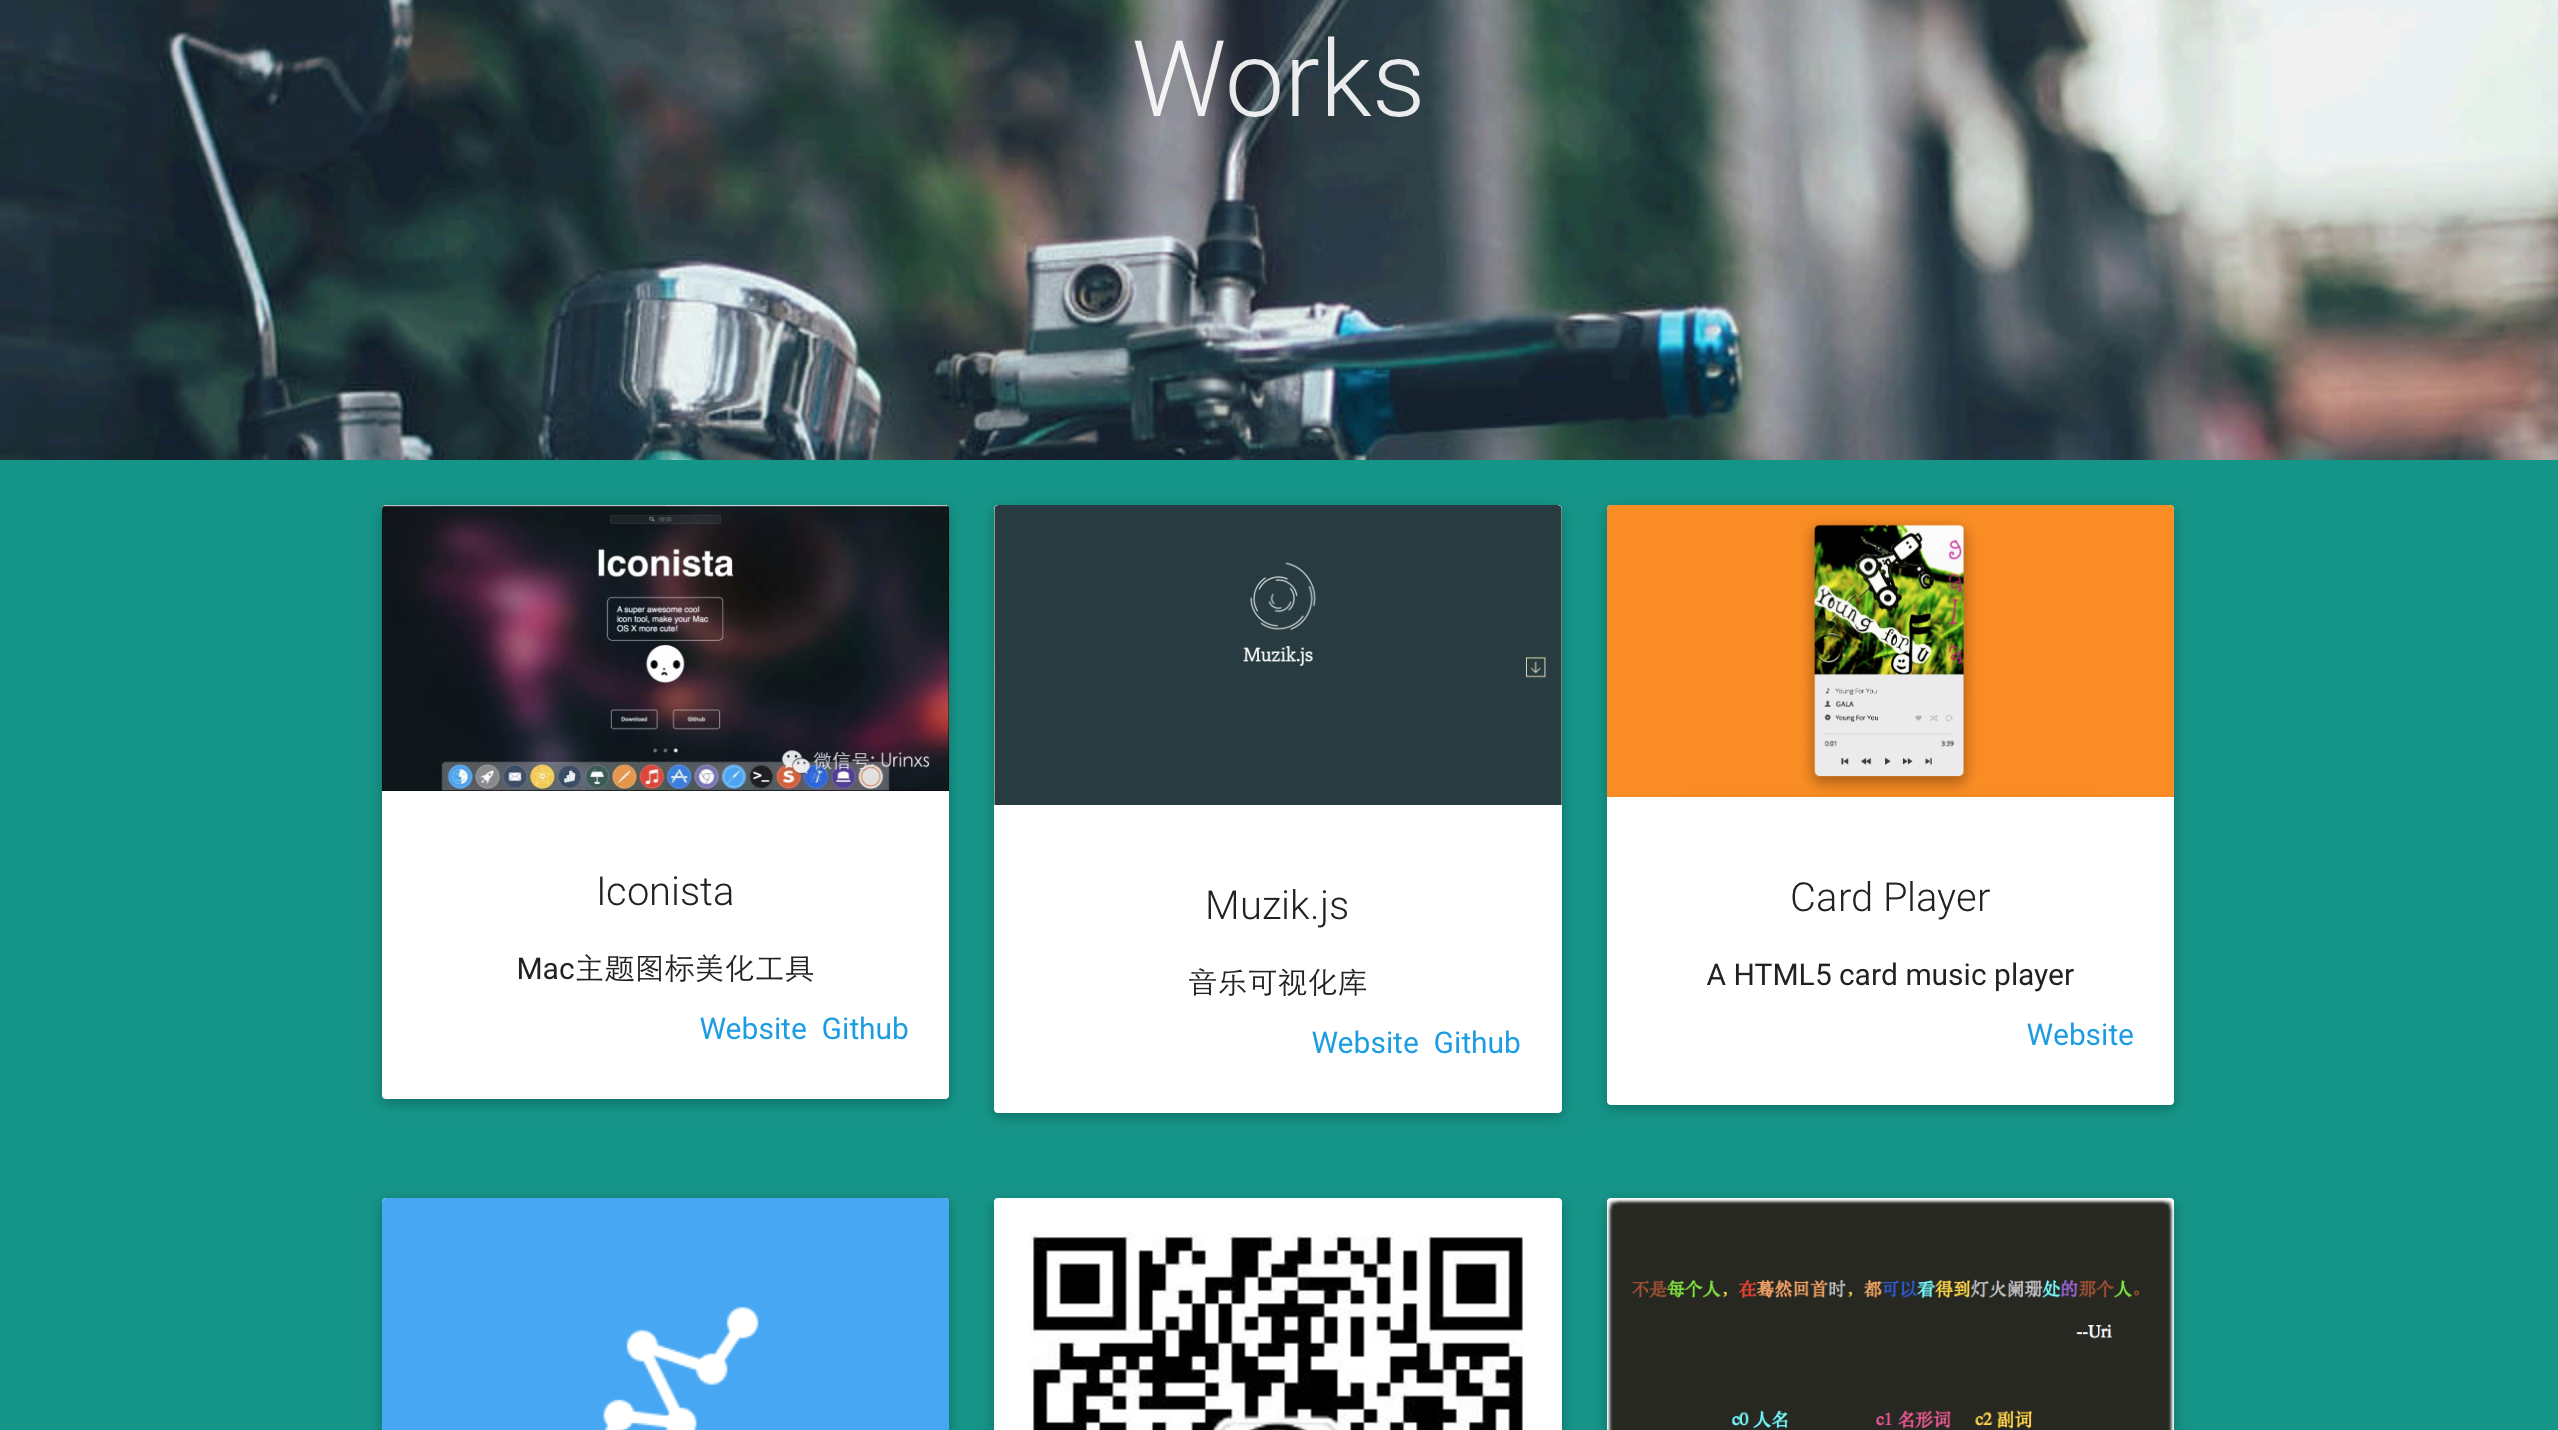 Works
Iconista
A super awesome cool
icon tool, make your Mac
OS X more cute!
Download
Github
微信号: Urinxs
Iconista
Mac主题图标美化工具
Website Github
Muzik.js
Muzik.js
音乐可视化库
Website Github
gala
Young for U
Young For You
GALA
Young For You
0:01
3:39
Card Player
A HTML5 card music player
Website
不是每个人，在蓦然回首时，都可以看得到灯火阑珊处的那个人。
--Uri
c0 人名
c1 名形词
c2 副词